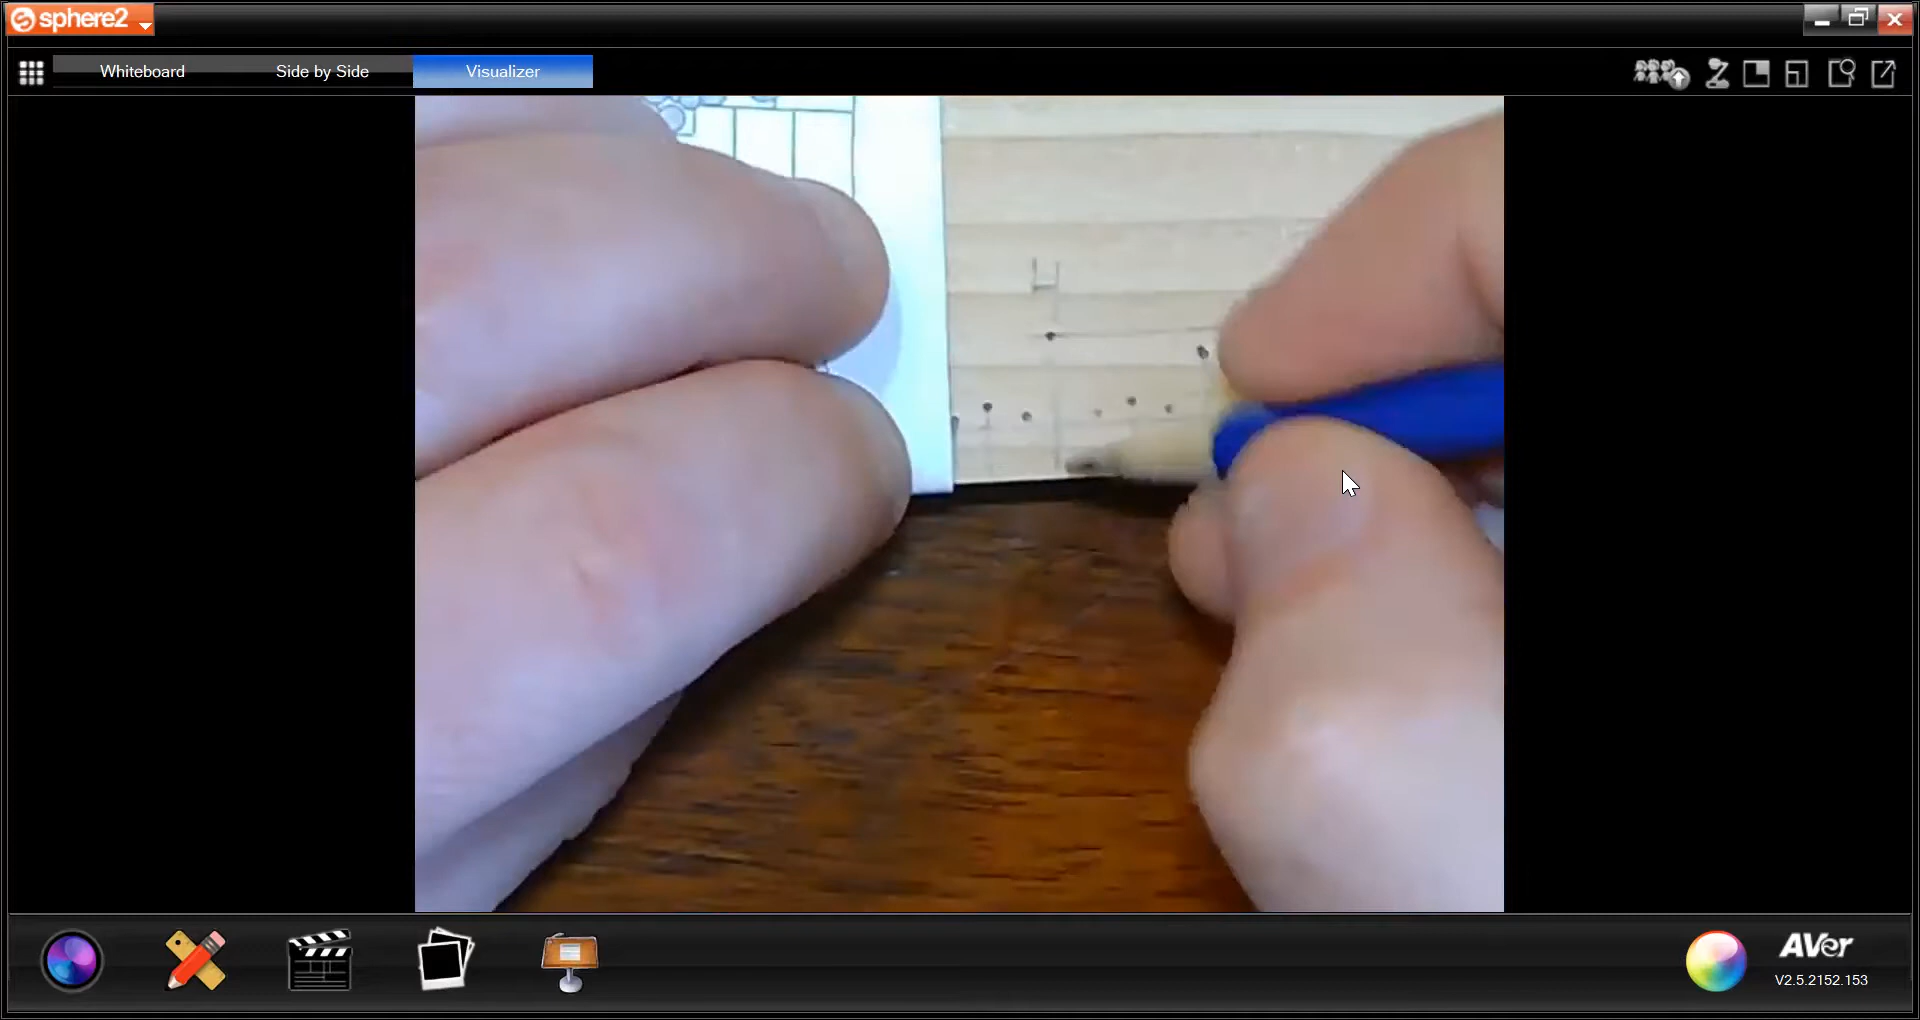 sphere2
Whiteboard
Side by Side
Visualizer
AVer
V2.5.2152.153